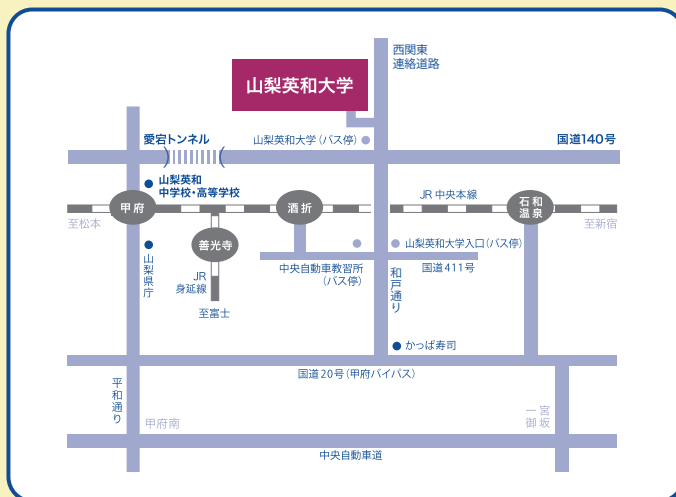 西関東
連絡道路
山梨英和大学
愛宕トンネル
山梨英和大学(バス停)
国道140号
山梨英和
中学校・高等学校
甲府
酒折
JR 中央本線
石和
温泉
至松本
至新宿
善光寺
山梨英和大学入口(バス停)
中央自動車教習所
(バス停)
国道411号
山梨県庁
JR
身延線
和戸通り
至富士
かっぱ寿司
国道20号(甲府バイパス)
平和通り
甲府南
一宮
御坂
中央自動車道